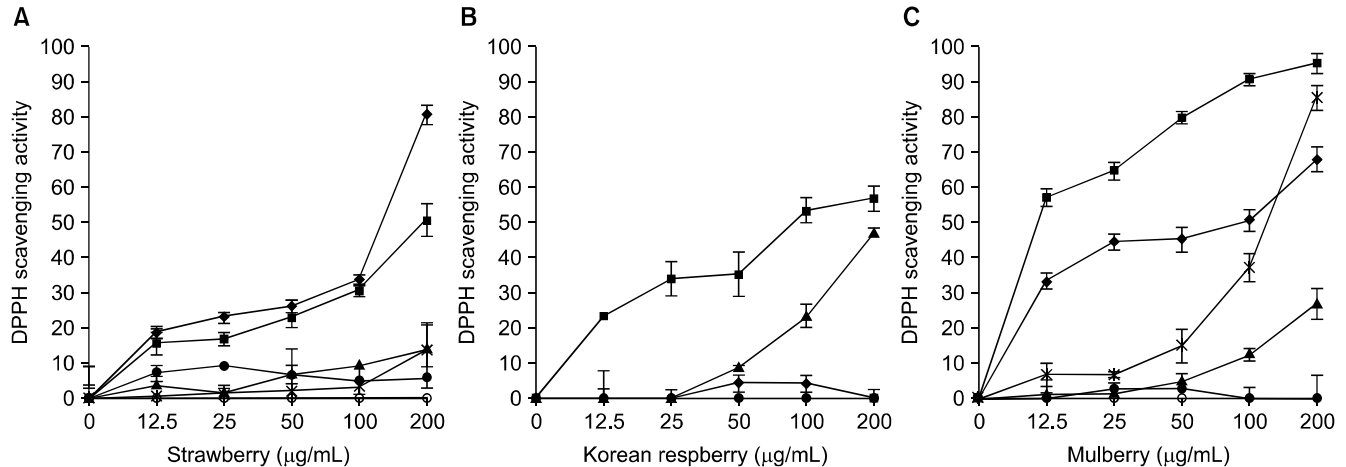 A
DPPH scavenging activity
100
90
80
70
60
50
40
30
20
10
0
0 12.5 25 50 100 200
Strawberry (μg/mL)
B
DPPH scavenging activity
100
90
80
70
60
50
40
30
20
10
0
0 12.5 25 50 100 200
Korean respberry (μg/mL)
C
DPPH scavenging activity
100
90
80
70
60
50
40
30
20
10
0
0 12.5 25 50 100 200
Mulberry (μg/mL)